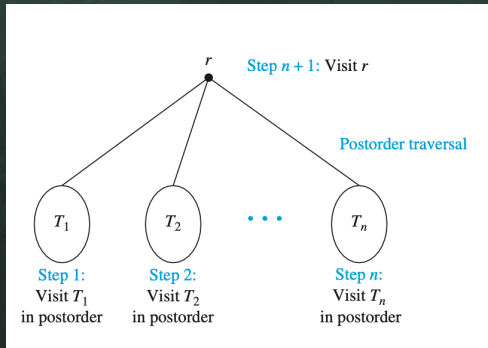 r
Step n + 1: Visit r
Postorder traversal
T₁
T₂
• • •
Tₙ
Step 1:
Visit T₁
in postorder
Step 2:
Visit T₂
in postorder
Step n:
Visit Tₙ
in postorder